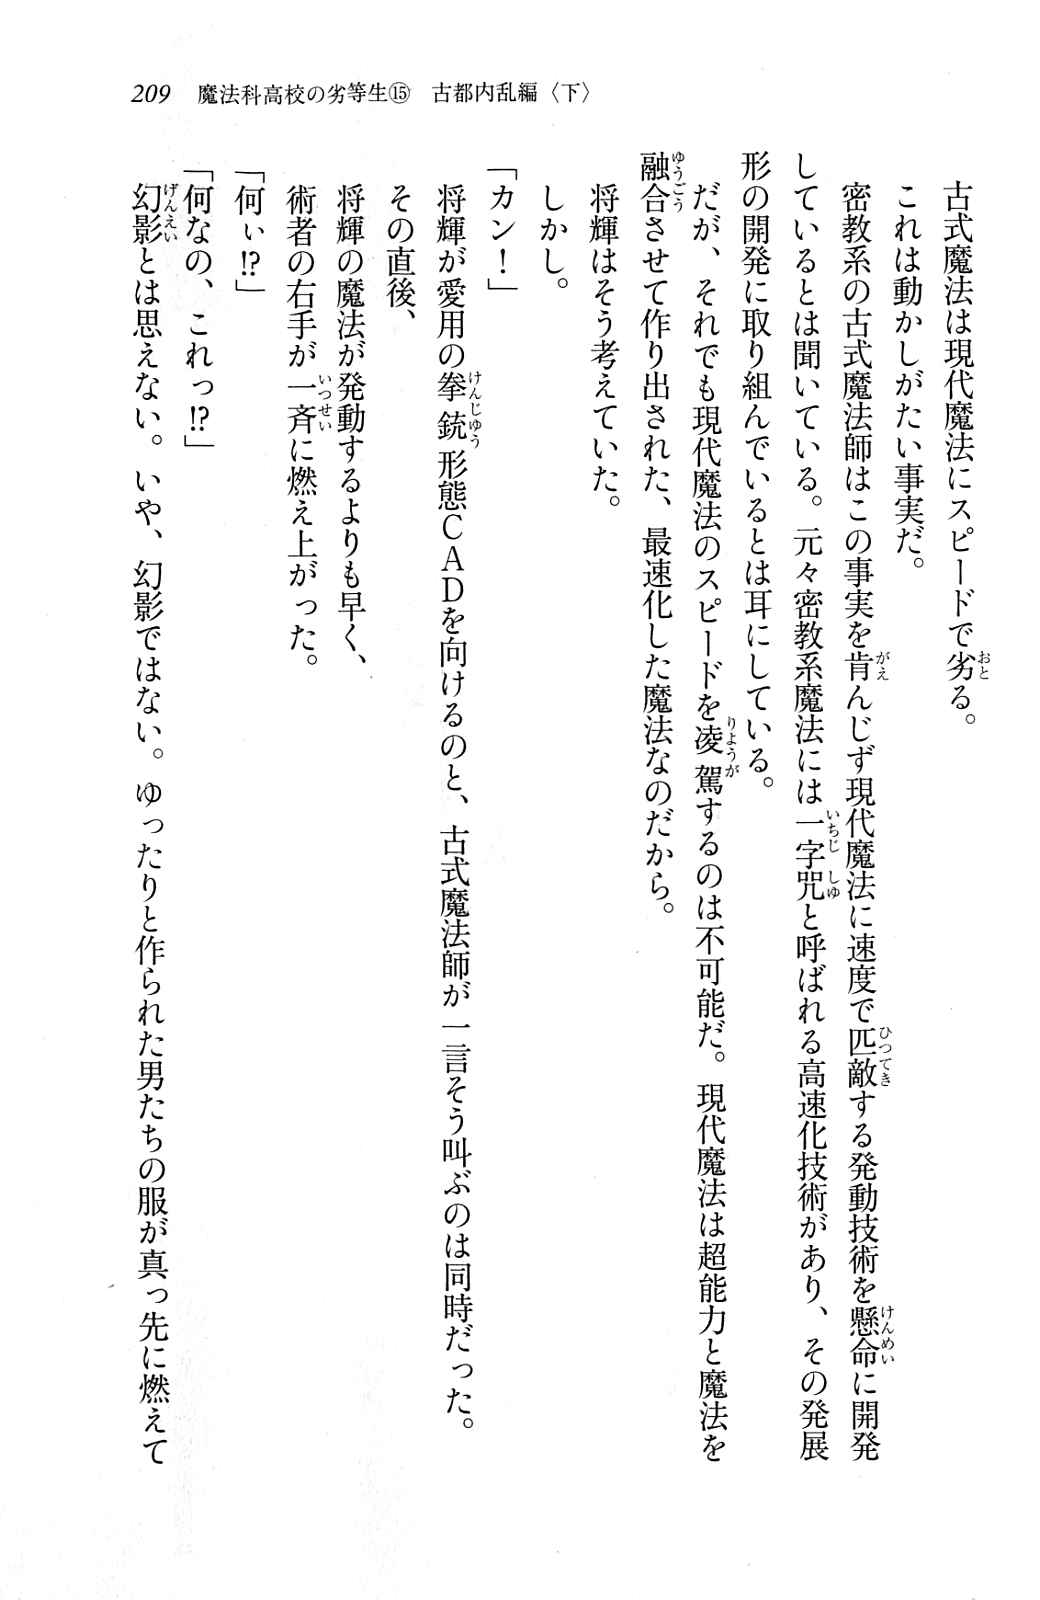 209　魔法科高校の劣等生⑮　古都内乱編〈下〉
　古式魔法は現代魔法にスピードで劣る。
　これは動かしがたい事実だ。
　密教系の古式魔法師はこの事実を肯んじず現代魔法に速度で匹敵する発動技術を懸命に開発
しているとは聞いている。元々密教系魔法には一字咒と呼ばれる高速化技術があり、その発展
形の開発に取り組んでいるとは耳にしている。
　だが、それでも現代魔法のスピードを凌駕するのは不可能だ。現代魔法は超能力と魔法を
融合させて作り出された、最速化した魔法なのだから。
　将輝はそう考えていた。
　しかし。
「カン！」
　将輝が愛用の拳銃形態ＣＡＤを向けるのと、古式魔法師が一言そう叫ぶのは同時だった。
　その直後、
　将輝の魔法が発動するよりも早く、
　術者の右手が一斉に燃え上がった。
「何ぃ!?」
「何なの、これっ!?」
　幻影とは思えない。いや、幻影ではない。ゆったりと作られた男たちの服が真っ先に燃えて